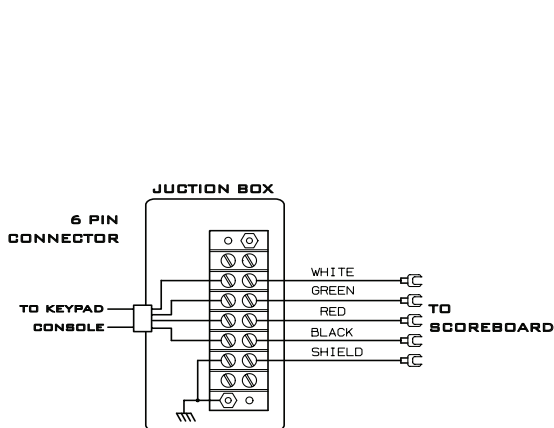 JUCTION BOX
6 PIN
CONNECTOR
WHITE
GREEN
RED
BLACK
SHIELD
TO KEYPAD
CONSOLE
TO
SCOREBOARD